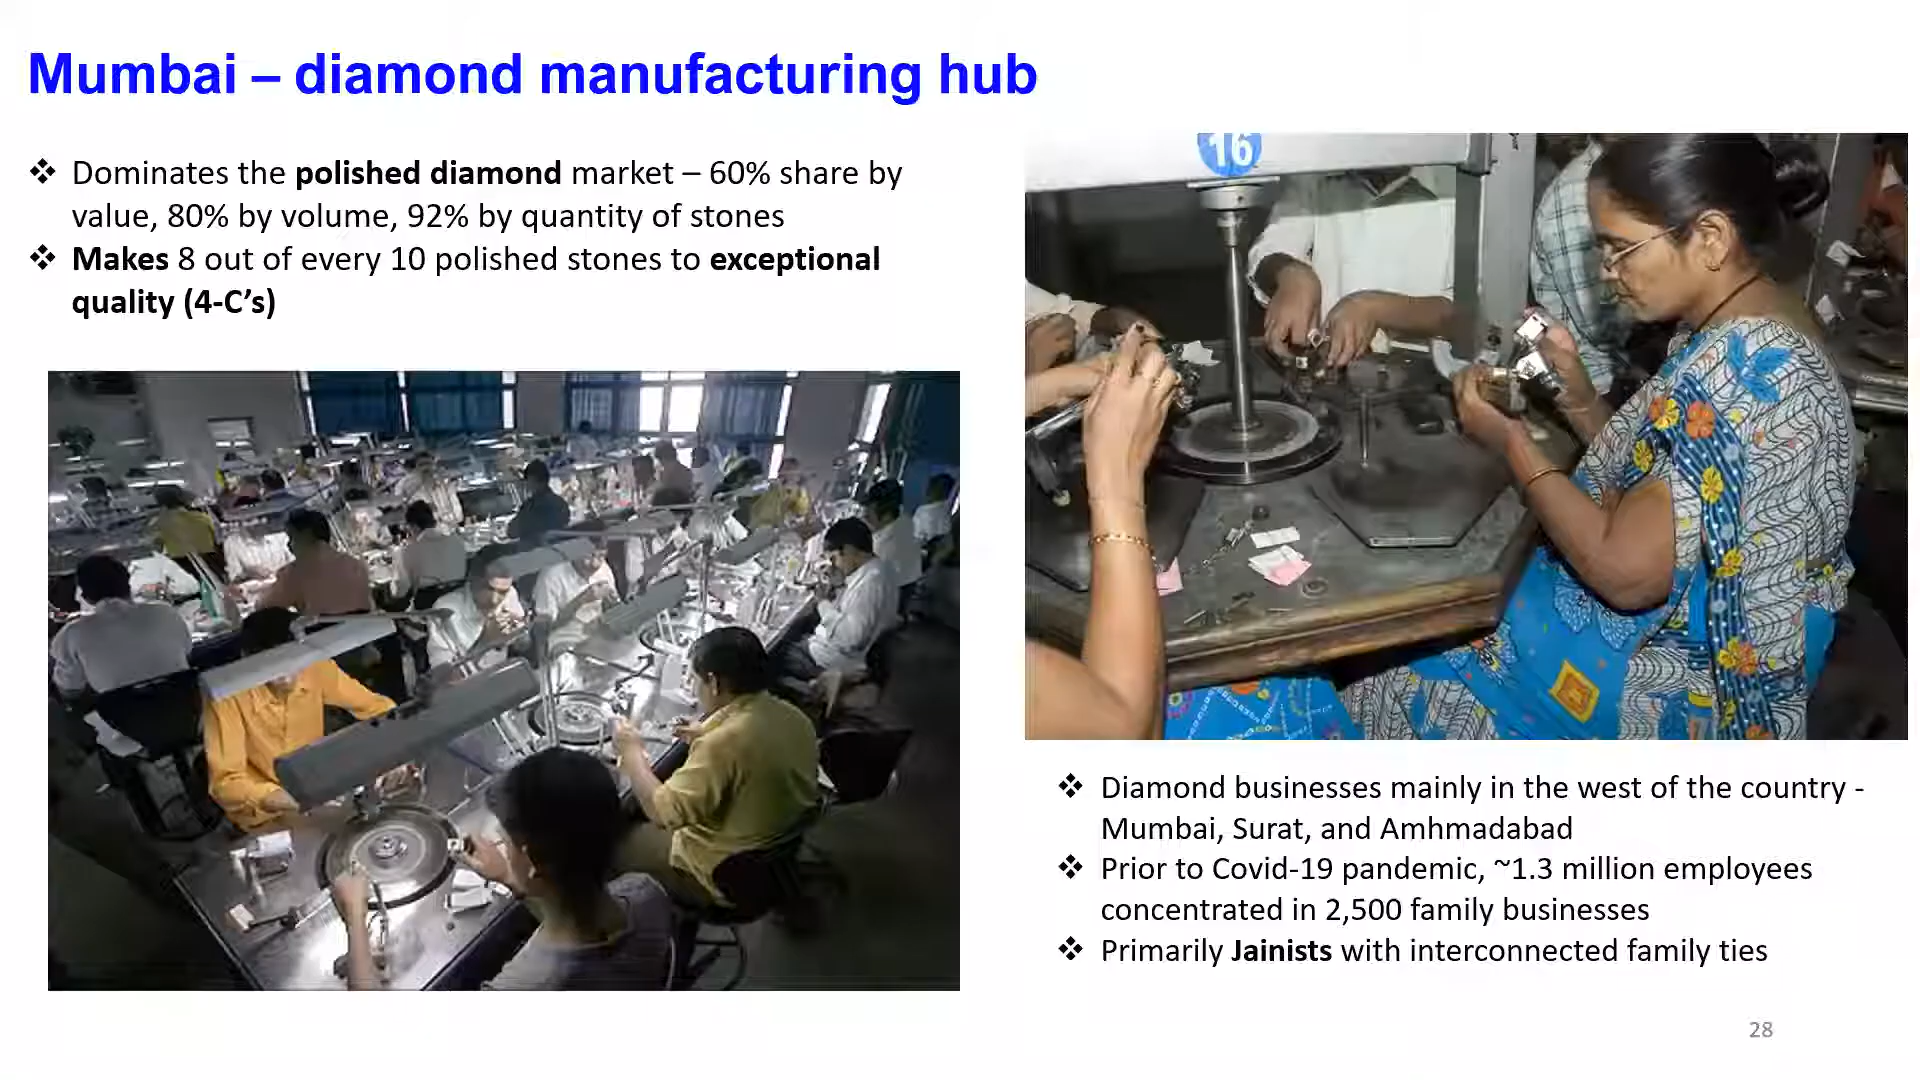 Mumbai – diamond manufacturing hub
❖ Dominates the polished diamond market – 60% share by
value, 80% by volume, 92% by quantity of stones
❖ Makes 8 out of every 10 polished stones to exceptional
quality (4-C’s)
16
❖ Diamond businesses mainly in the west of the country -
Mumbai, Surat, and Amhmadabad
❖ Prior to Covid-19 pandemic, ~1.3 million employees
concentrated in 2,500 family businesses
❖ Primarily Jainists with interconnected family ties
28